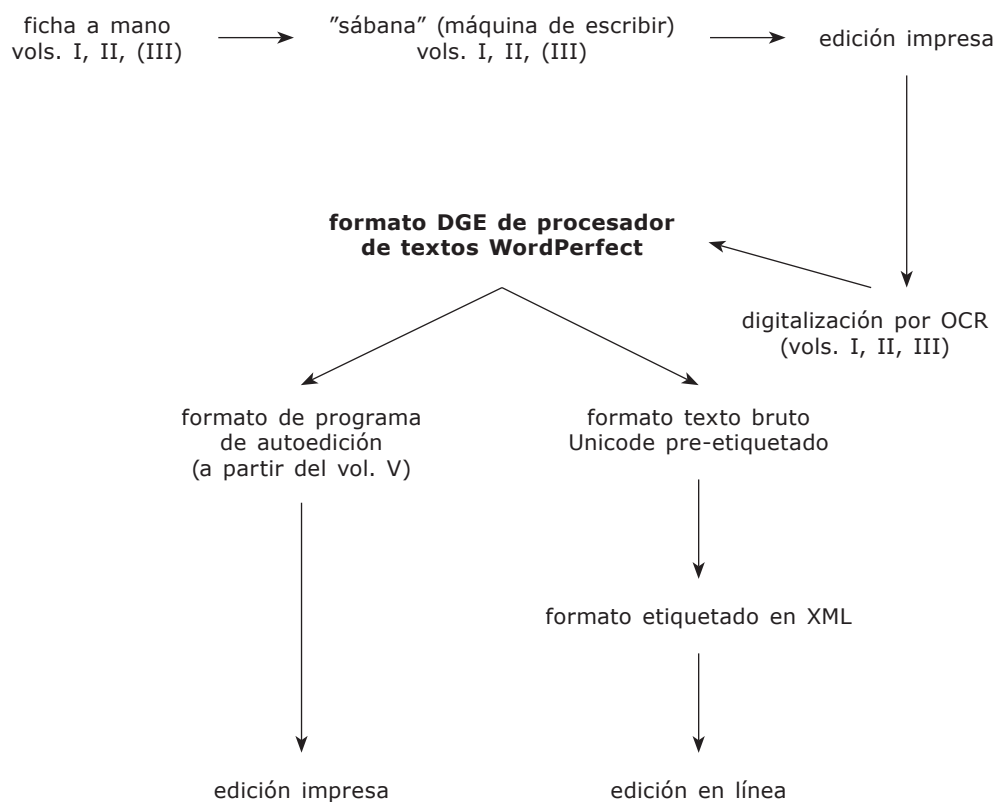 ficha a mano
vols. I, II, (III)
”sábana” (máquina de escribir)
vols. I, II, (III)
edición impresa
formato DGE de procesador
de textos WordPerfect
digitalización por OCR
(vols. I, II, III)
formato de programa
de autoedición
(a partir del vol. V)
formato texto bruto
Unicode pre-etiquetado
formato etiquetado en XML
edición impresa
edición en línea